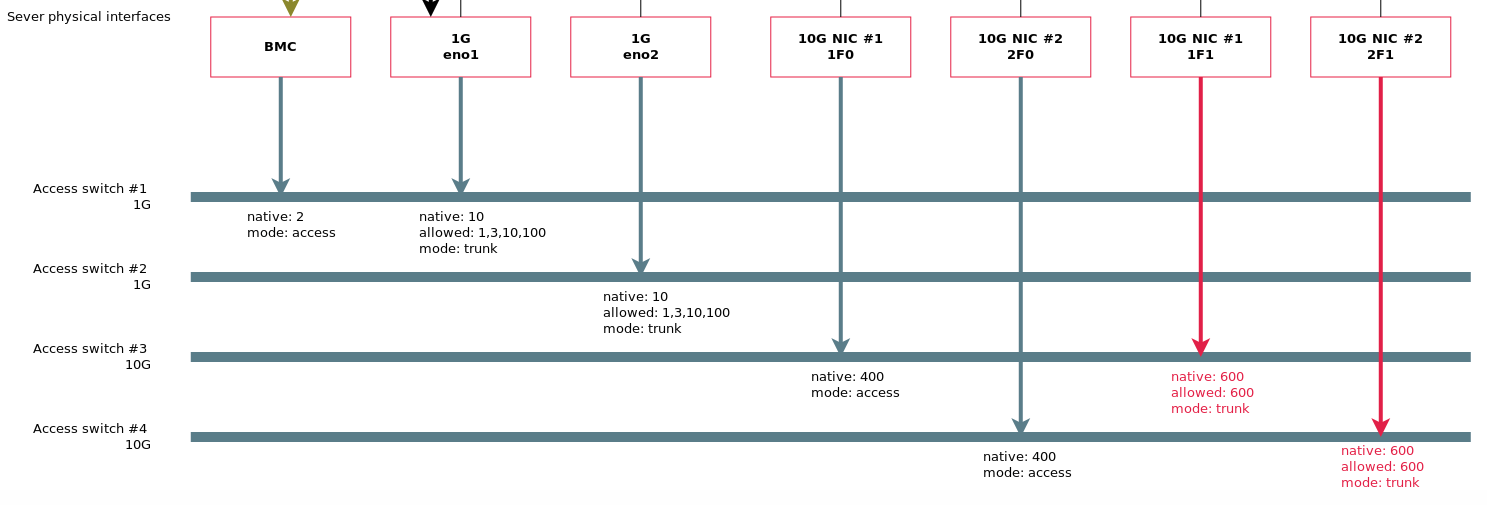 Sever physical interfaces
BMC
1G
eno1
1G
eno2
10G NIC #1
1F0
10G NIC #2
2F0
10G NIC #1
1F1
10G NIC #2
2F1
Access switch #1
1G
native: 2
mode: access
native: 10
allowed: 1,3,10,100
mode: trunk
Access switch #2
1G
native: 10
allowed: 1,3,10,100
mode: trunk
Access switch #3
10G
native: 400
mode: access
native: 600
allowed: 600
mode: trunk
Access switch #4
10G
native: 400
mode: access
native: 600
allowed: 600
mode: trunk